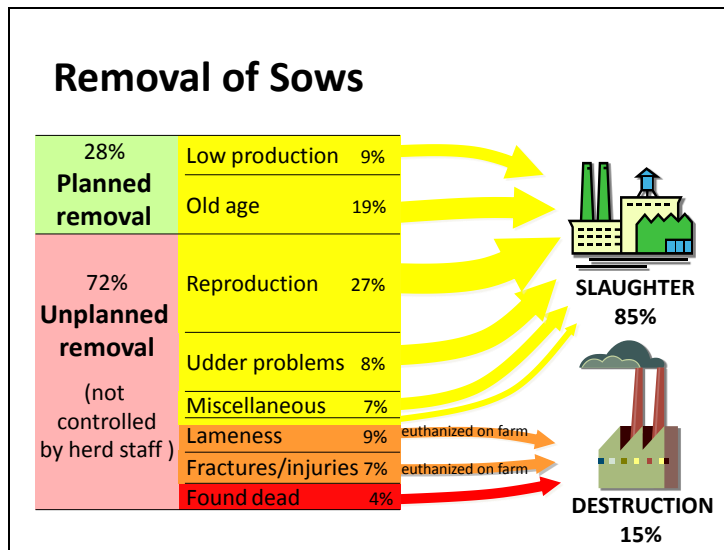 Removal of Sows
28%
Planned
removal
Low production 9%
Old age 19%
72%
Unplanned
removal
(not
controlled
by herd staff )
Reproduction 27%
Udder problems 8%
Miscellaneous 7%
Lameness 9%
Fractures/injuries 7%
Found dead 4%
euthanized on farm
euthanized on farm
SLAUGHTER
85%
DESTRUCTION
15%